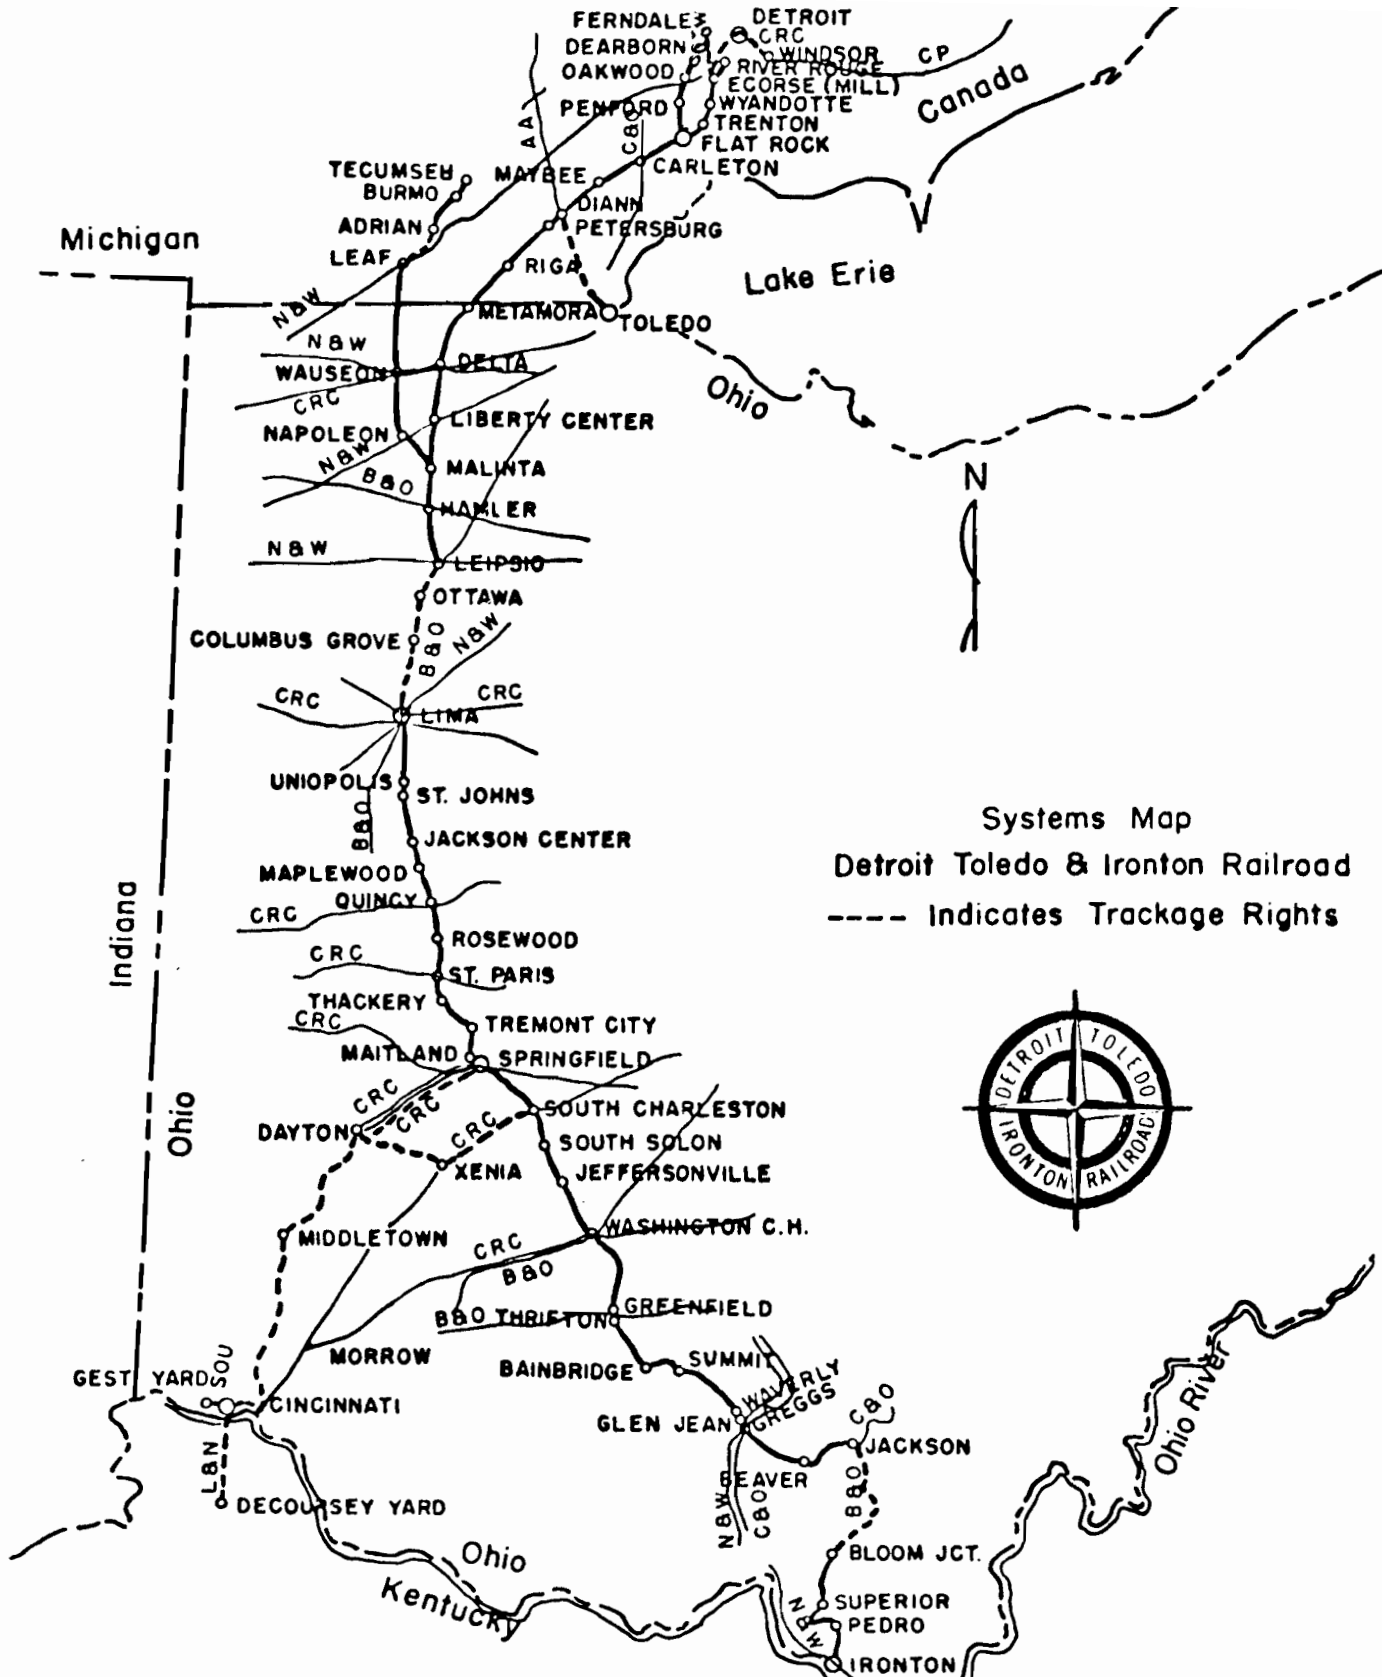 FERNDALE
DETROIT
CRC
DEARBORN
WINDSOR
CP
OAKWOOD
RIVER ROUGE
ECORSE (MILL)
Canada
PENFORD
WYANDOTTE
AA
C&O
TRENTON
FLAT ROCK
TECUMSEH
MAYBEE
CARLETON
BURMO
DIANN
ADRIAN
PETERSBURG
Michigan
LEAF
RIGA
Lake Erie
N&W
METAMORA
TOLEDO
N&W
DELTA
WAUSEON
CRC
Ohio
LIBERTY CENTER
NAPOLEON
N&W
MALINTA
B&O
N
HAMLER
N&W
LEIPSIC
OTTAWA
COLUMBUS GROVE
B&O
N&W
CRC
CRC
LIMA
UNIOPOLIS
ST. JOHNS
B&O
JACKSON CENTER
MAPLEWOOD
QUINCY
CRC
ROSEWOOD
CRC
ST. PARIS
THACKERY
CRC
TREMONT CITY
MAITLAND
SPRINGFIELD
Indiana
Ohio
CRC
CRC
CRC
SOUTH CHARLESTON
DAYTON
SOUTH SOLON
XENIA
JEFFERSONVILLE
WASHINGTON C.H.
MIDDLETOWN
CRC
B&O
GREENFIELD
B&O
THRIFTON
MORROW
BAINBRIDGE
SUMMIT
GEST YARD
SOU
WAVERLY
CINCINNATI
GLEN JEAN
GREGGS
C&O
JACKSON
L&N
BEAVER
B&O
DECOURSEY YARD
N&W
C&O
Ohio River
BLOOM JCT.
Ohio
Kentucky
SUPERIOR
N&W
PEDRO
IRONTON
Systems Map
Detroit Toledo & Ironton Railroad
---- Indicates Trackage Rights
DETROIT TOLEDO
IRONTON RAILROAD